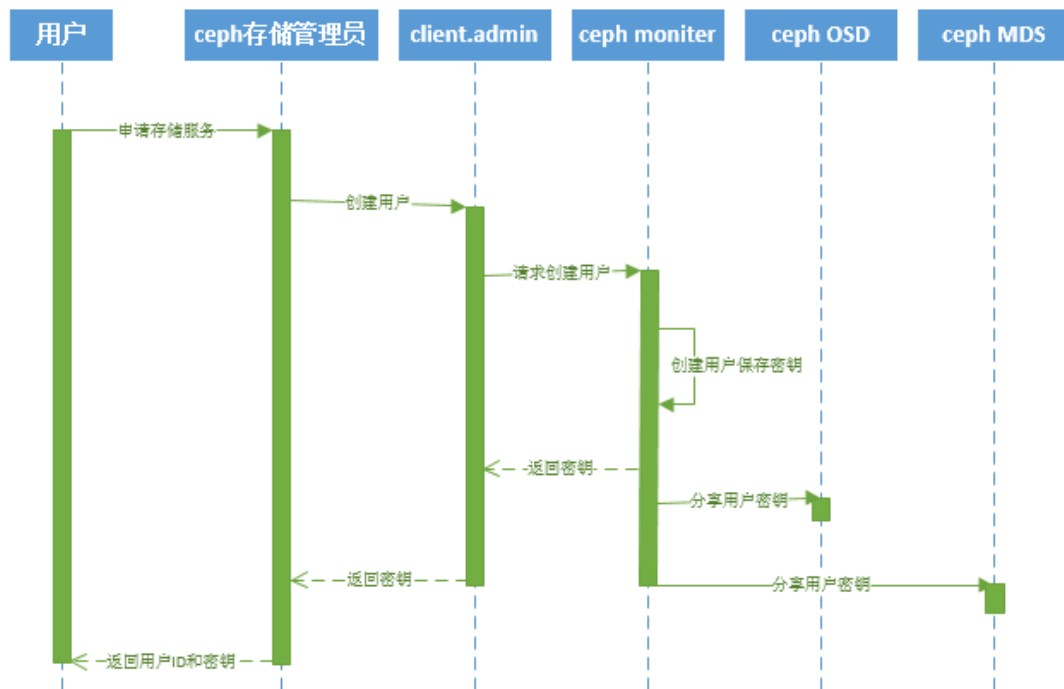 用户
ceph存储管理员
client.admin
ceph moniter
ceph OSD
ceph MDS
申请存储服务
创建用户
请求创建用户
创建用户保存密钥
返回密钥
分享用户密钥
返回密钥
分享用户密钥
返回用户ID和密钥